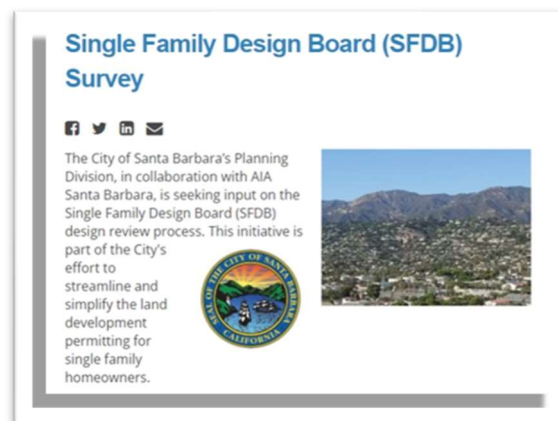 Single Family Design Board (SFDB)
Survey
The City of Santa Barbara's Planning
Division, in collaboration with AIA
Santa Barbara, is seeking input on the
Single Family Design Board (SFDB)
design review process. This initiative is
part of the City's
effort to
streamline and
simplify the land
development
permitting for
single family
homeowners.
SEAL OF THE CITY OF SANTA BARBARA
CALIFORNIA